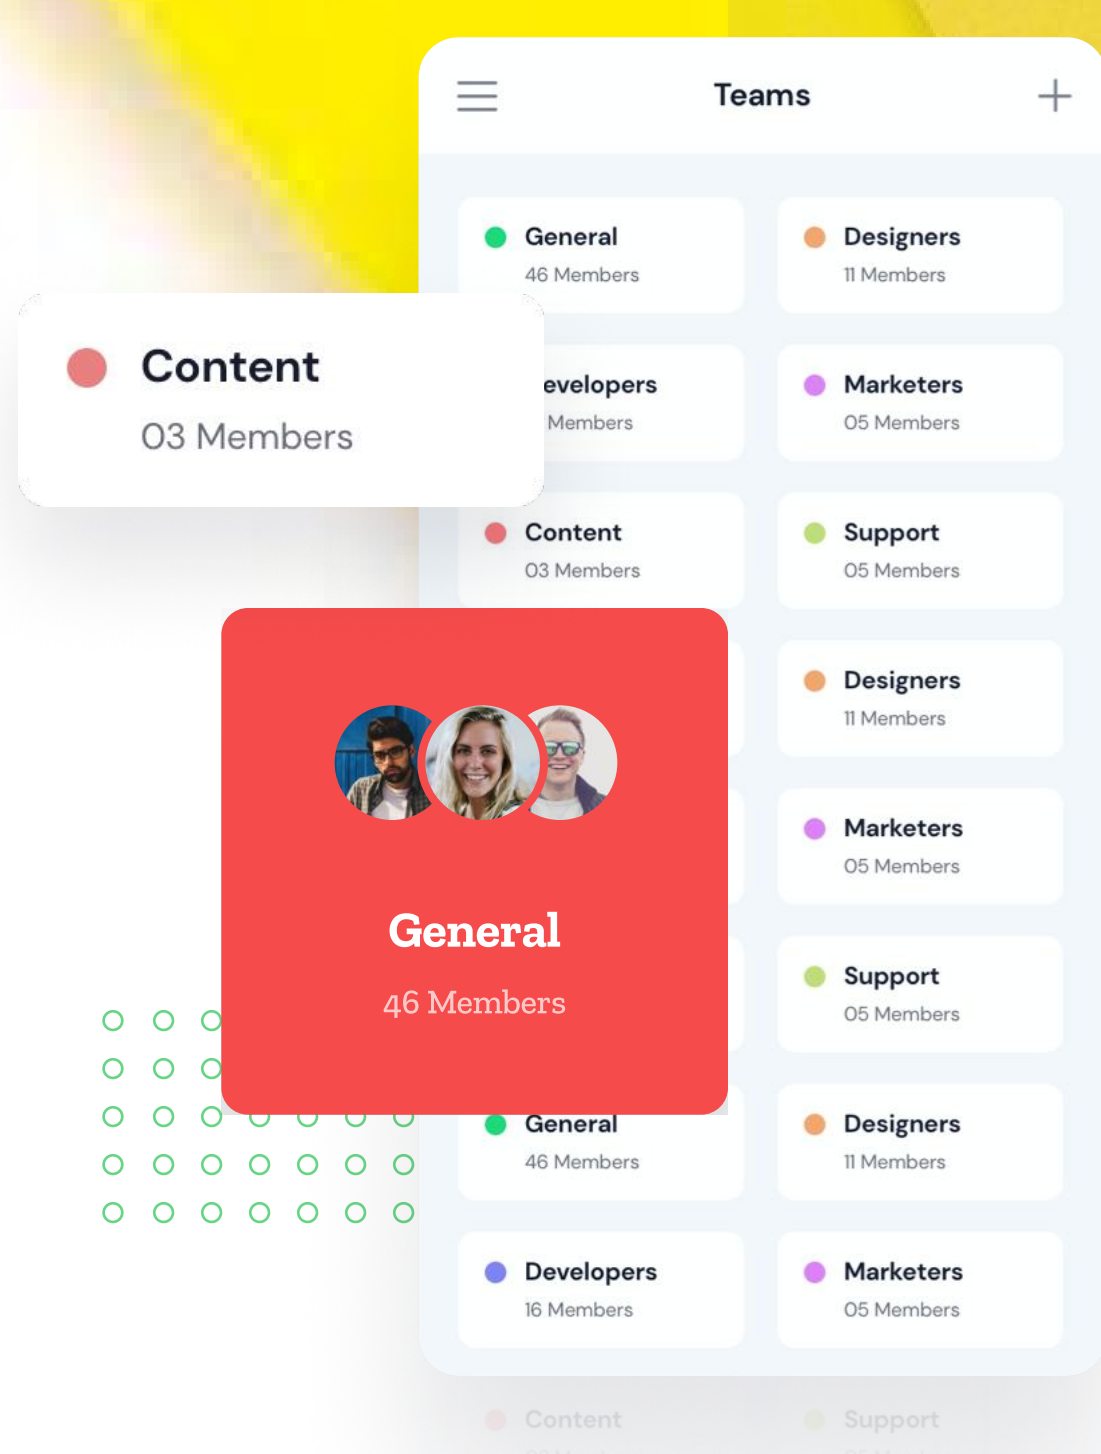 Teams
General
46 Members
Designers
11 Members
Content
03 Members
evelopers
Members
Marketers
05 Members
Content
03 Members
Support
05 Members
Designers
11 Members
General
46 Members
Marketers
05 Members
Support
05 Members
General
46 Members
Designers
11 Members
Developers
16 Members
Marketers
05 Members
Content
Support